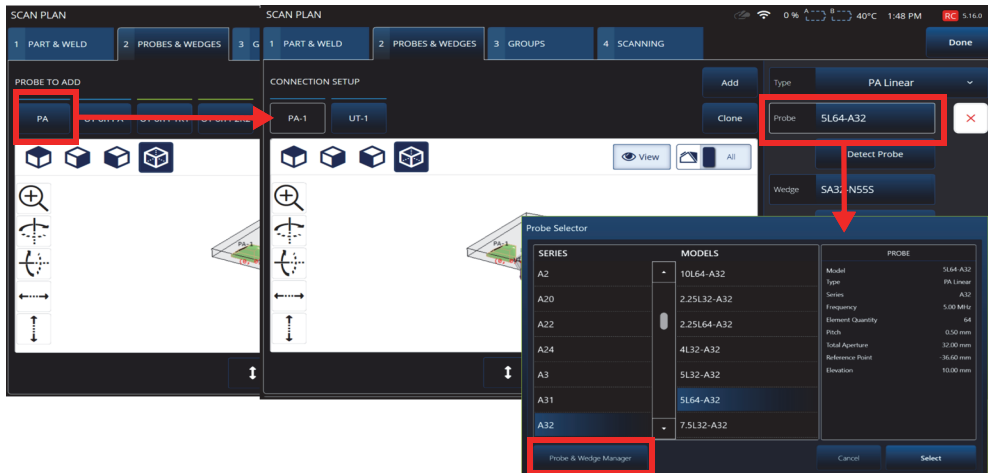 SCAN PLAN
1 PART & WELD
2 PROBES & WEDGES
3 G
PROBE TO ADD
PA
SCAN PLAN
0 %
A
B
40°C
1:48 PM
RC
5.16.0
1 PART & WELD
2 PROBES & WEDGES
3 GROUPS
4 SCANNING
Done
CONNECTION SETUP
Add
PA-1
UT-1
Clone
View
All
PA-1
PA-1
Type
PA Linear
Probe
5L64-A32
Detect Probe
Wedge
SA32-N55S
Probe Selector
SERIES
A2
A20
A22
A24
A3
A31
A32
MODELS
10L64-A32
2.25L32-A32
2.25L64-A32
4L32-A32
5L32-A32
5L64-A32
7.5L32-A32
PROBE
Model 5L64-A32
Type PA Linear
Series A32
Frequency 5.00 MHz
Element Quantity 64
Pitch 0.50 mm
Total Aperture 32.00 mm
Reference Point -36.60 mm
Elevation 10.00 mm
Probe & Wedge Manager
Cancel
Select